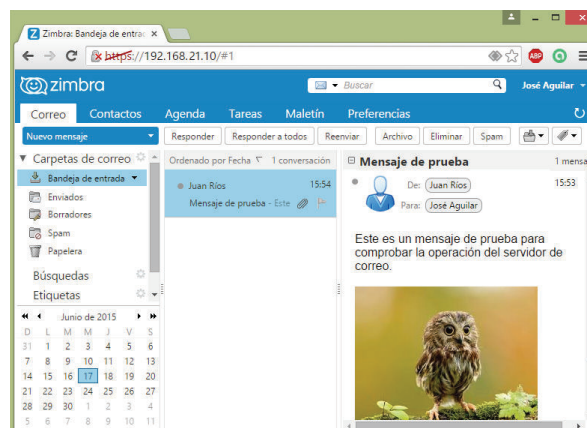 Zimbra: Bandeja de entrac
https://192.168.21.10/#1
ABP
zimbra
Buscar
José Aguilar
Correo Contactos Agenda Tareas Maletín Preferencias
Nuevo mensaje Responder Responder a todos Reenviar Archivo Eliminar Spam
Carpetas de correo
Bandeja de entrada
Enviados
Borradores
Spam
Papelera
Búsquedas
Etiquetas
Junio de 2015
D L M M J V S
31 1 2 3 4 5 6
7 8 9 10 11 12 13
14 15 16 17 18 19 20
21 22 23 24 25 26 27
28 29 30 1 2 3 4
5 6 7 8 9 10 11
Ordenado por Fecha 1 conversación
Juan Ríos 15:54
Mensaje de prueba - Este
Mensaje de prueba 1 mensa
De: Juan Ríos 15:53
Para: José Aguilar
Este es un mensaje de prueba para
comprobar la operación del servidor de
correo.